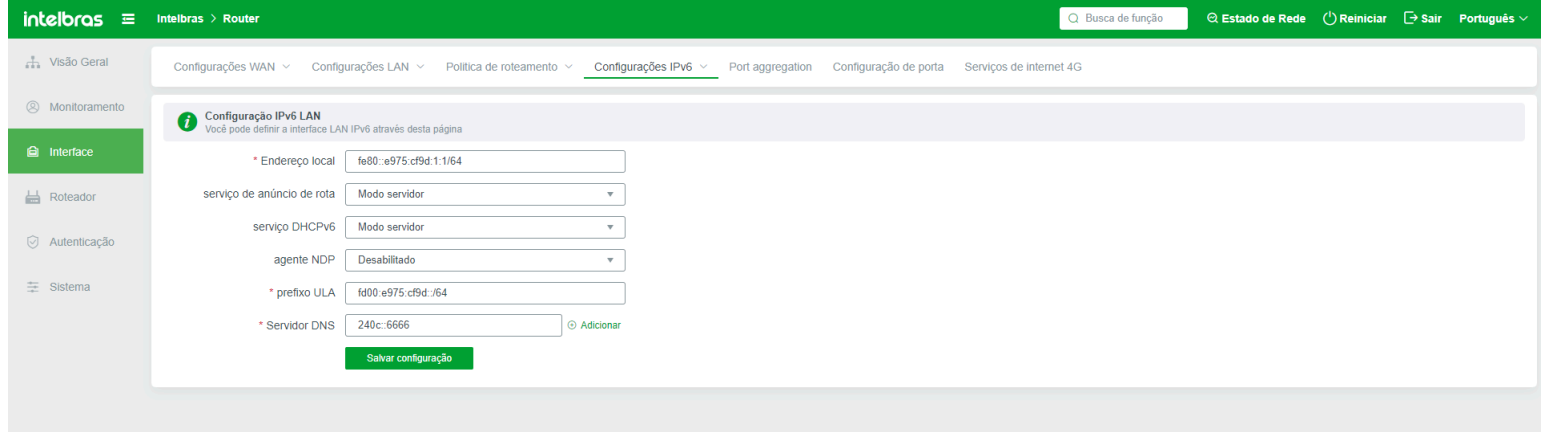 intelbras Intelbras > Router Busca de função Estado de Rede Reiniciar Sair Português
Visão Geral
Monitoramento
Interface
Roteador
Autenticação
Sistema
Configurações WAN Configurações LAN Política de roteamento Configurações IPv6 Port aggregation Configuração de porta Serviços de internet 4G
Configuração IPv6 LAN
Você pode definir a interface LAN IPv6 através desta página
* Endereço local fe80::e975:cf9d:1:1/64
serviço de anúncio de rota Modo servidor
serviço DHCPv6 Modo servidor
agente NDP Desabilitado
* prefixo ULA fd00:e975:cf9d::/64
* Servidor DNS 240c::6666 Adicionar
Salvar configuração